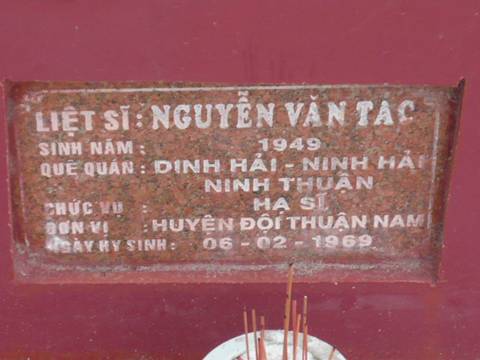 LIỆT SĨ : NGUYỄN VĂN TÁC
SINH NĂM : 1949
QUÊ QUÁN : DINH HẢI - NINH HẢI
NINH THUẬN
CHỨC VỤ : HẠ SĨ
ĐƠN VỊ : HUYỆN ĐỘI THUẬN NAM
NGÀY HY SINH : 06 - 02 - 1969